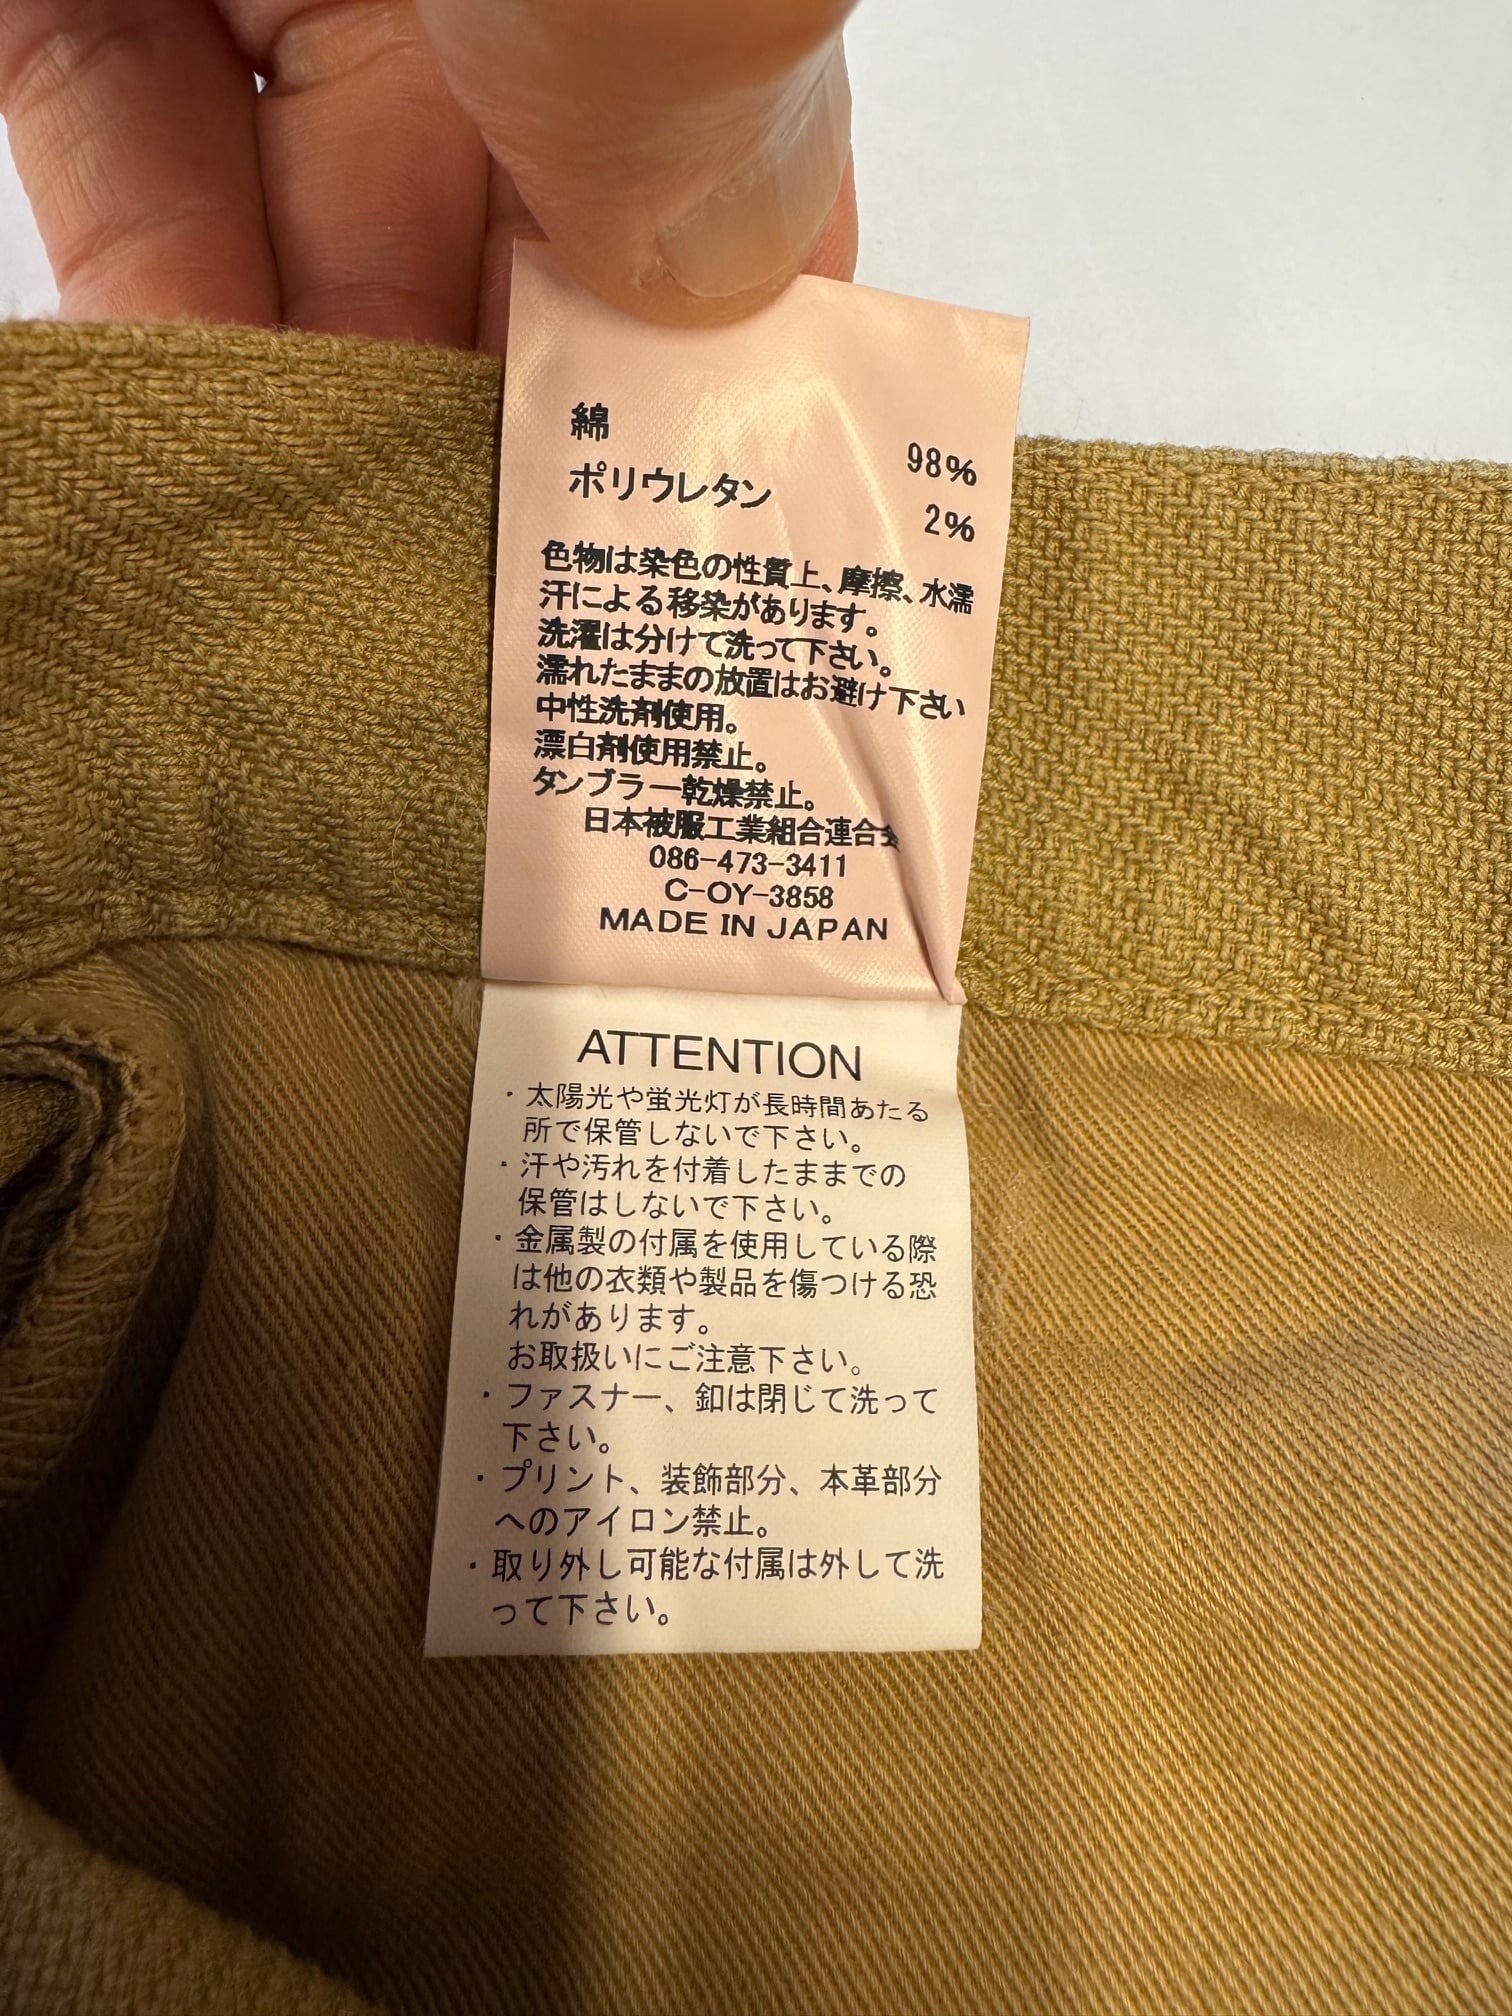 綿 98%
ポリウレタン 2%
色物は染色の性質上、摩擦、水濡
汗による移染があります。
洗濯は分けて洗って下さい。
濡れたままの放置はお避け下さい
中性洗剤使用。
漂白剤使用禁止。
タンブラー乾燥禁止。
日本被服工業組合連合会
086-473-3411
C-OY-3858
MADE IN JAPAN
ATTENTION
・太陽光や蛍光灯が長時間あたる
所で保管しないで下さい。
・汗や汚れを付着したままでの
保管はしないで下さい。
・金属製の付属を使用している際
は他の衣類や製品を傷つける恐
れがあります。
お取扱いにご注意下さい。
・ファスナー、釦は閉じて洗って
下さい。
・プリント、装飾部分、本革部分
へのアイロン禁止。
・取り外し可能な付属は外して洗
って下さい。